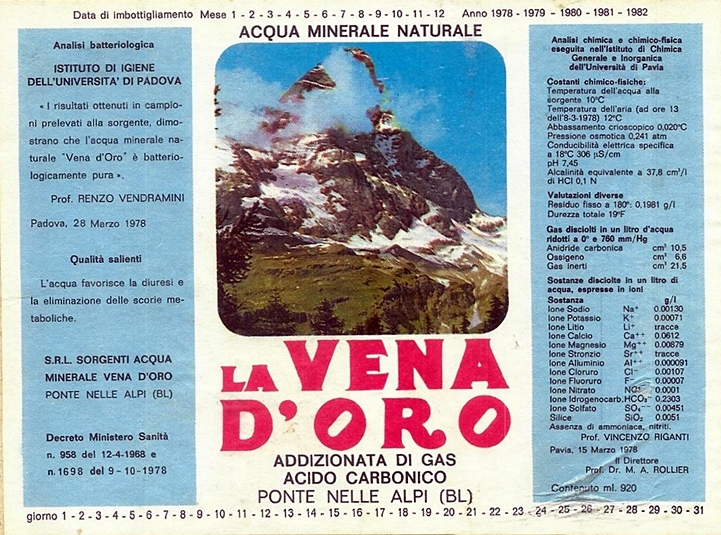 Data di imbottigliamento Mese 1 - 2 - 3 - 4 - 5 - 6 - 7 - 8 - 9 - 10 - 11 - 12 Anno 1978 - 1979 - 1980 - 1981 - 1982
Analisi batteriologica
ISTITUTO DI IGIENE
DELL'UNIVERSITA' DI PADOVA
« I risultati ottenuti in campio-
ni prelevati alla sorgente, dimo-
strano che l'acqua minerale na-
turale "Vena d'Oro" è batterio-
logicamente pura ».
Prof. RENZO VENDRAMINI
Padova, 28 Marzo 1978
Qualità salienti
L'acqua favorisce la diuresi e
la eliminazione delle scorie me-
taboliche.
S.R.L. SORGENTI ACQUA
MINERALE VENA D'ORO
PONTE NELLE ALPI (BL)
Decreto Ministero Sanità
n. 958 del 12-4-1968 e
n. 1698 del 9-10-1978
ACQUA MINERALE NATURALE
LA VENA
D'ORO
ADDIZIONATA DI GAS
ACIDO CARBONICO
PONTE NELLE ALPI (BL)
Analisi chimica e chimico-fisica
eseguita nell'Istituto di Chimica
Generale e Inorganica
dell'Università di Pavia
Costanti chimico-fisiche:
Temperatura dell'acqua alla
sorgente 10°C
Temperatura dell'aria (ad ore 13
dell'8-3-1978) 12°C
Abbassamento crioscopico 0,020°C
Pressione osmotica 0,241 atm
Conducibilità elettrica specifica
a 18°C 306 µS/cm
pH 7,45
Alcalinità equivalente a 37,8 cm³/l
di HCl 0,1 N
Valutazioni diverse
Residuo fisso a 180°: 0,1981 g/l
Durezza totale 19°F
Gas disciolti in un litro d'acqua
ridotti a 0° e 760 mm/Hg
Anidride carbonica cm³ 10,5
Ossigeno cm³ 6,6
Gas inerti cm³ 21,5
Sostanze disciolte in un litro di
acqua, espresse in ioni
Sostanza g/l
Ione Sodio Na⁺ 0.00130
Ione Potassio K⁺ 0.00071
Ione Litio Li⁺ tracce
Ione Calcio Ca⁺⁺ 0.0612
Ione Magnesio Mg⁺⁺ 0.00879
Ione Stronzio Sr⁺⁺ tracce
Ione Alluminio Al⁺⁺ 0.000091
Ione Cloruro Cl⁻ 0.00107
Ione Fluoruro F⁻ 0.00007
Ione Nitrato 0.0001
Ione Idrogenocarb. HCO₃⁻ 0.2303
Ione Solfato SO₄⁻⁻ 0.00451
Silice SiO₂ 0.0051
Assenza di ammoniaca, nitriti.
Prof. VINCENZO RIGANTI
Pavia, 15 Marzo 1978
Il Direttore
Prof. Dr. M. A. ROLLIER
Contenuto ml. 920
giorno 1 - 2 - 3 - 4 - 5 - 6 - 7 - 8 - 9 - 10 - 11 - 12 - 13 - 14 - 15 - 16 - 17 - 18 - 19 - 20 - 21 - 22 - 23 - 24 - 25 - 26 - 27 - 28 - 29 - 30 - 31